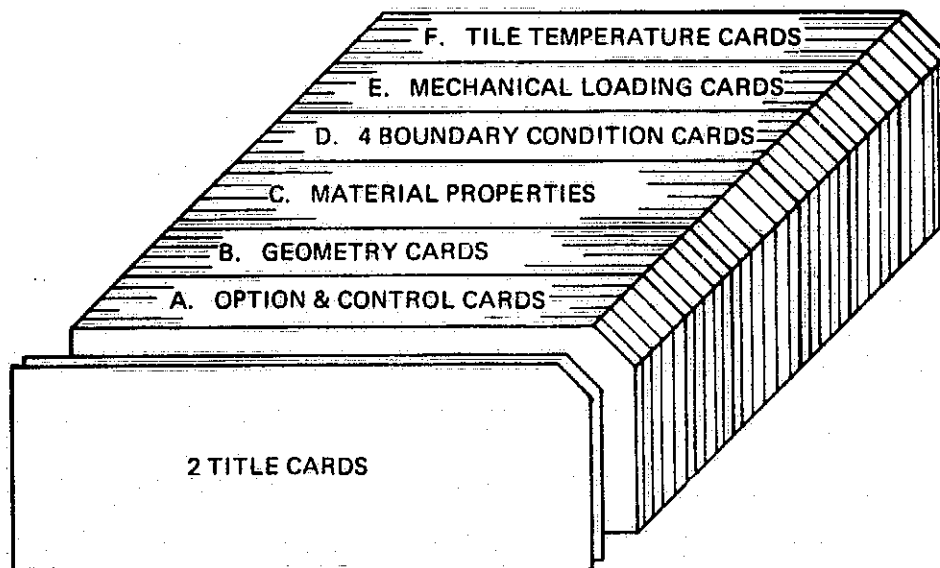 F. TILE TEMPERATURE CARDS
E. MECHANICAL LOADING CARDS
D. 4 BOUNDARY CONDITION CARDS
C. MATERIAL PROPERTIES
B. GEOMETRY CARDS
A. OPTION & CONTROL CARDS
2 TITLE CARDS